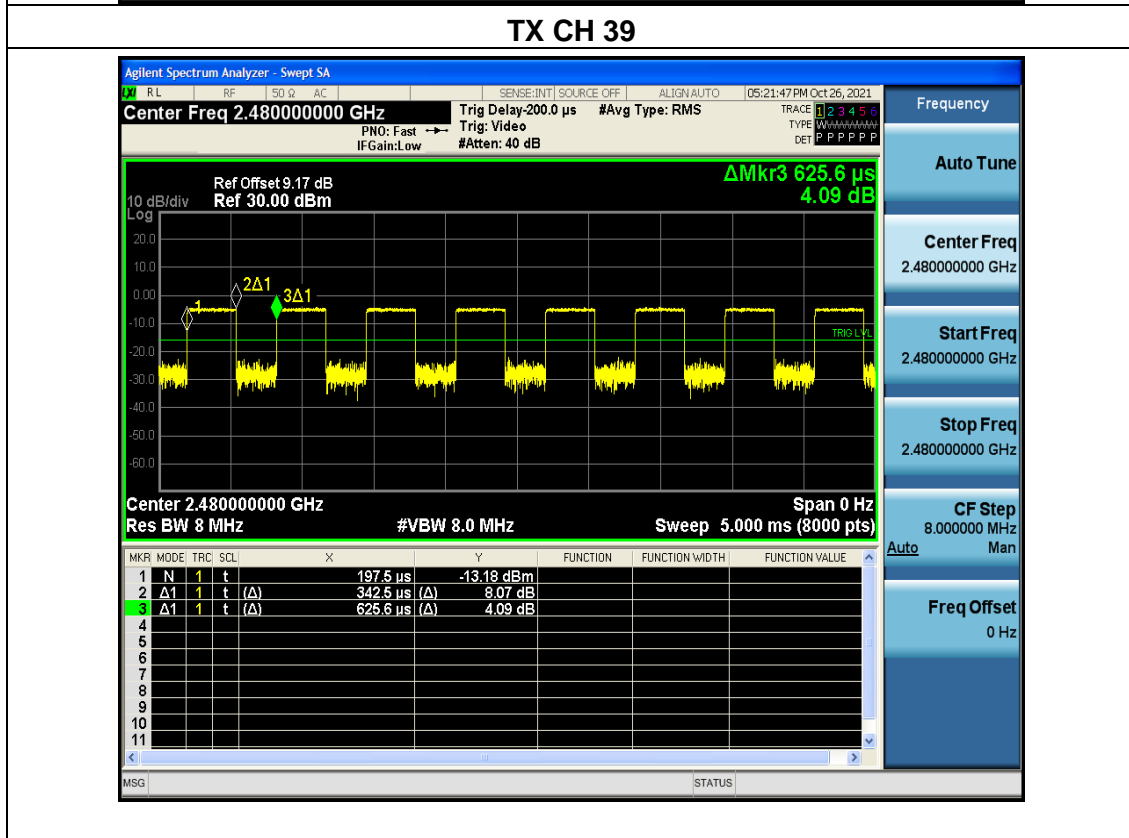 TX CH 39
Agilent Spectrum Analyzer - Swept SA
LXI RL RF 50 Ω AC SENSE:INT SOURCE OFF ALIGN AUTO 05:21:47 PM Oct 26, 2021
Center Freq 2.480000000 GHz Trig Delay-200.0 µs #Avg Type: RMS TRACE 1 2 3 4 5 6
PNO: Fast Trig: Video TYPE WWWWWW
IFGain:Low #Atten: 40 dB DET P P P P P P
Frequency
Auto Tune
ΔMkr3 625.6 µs
4.09 dB
Ref Offset 9.17 dB
10 dB/div Ref 30.00 dBm
Log
20.0
10.0
0.00
-10.0
-20.0
-30.0
-40.0
-50.0
-60.0
1
2Δ1
3Δ1
TRIG LVL
Center 2.480000000 GHz Span 0 Hz
Res BW 8 MHz #VBW 8.0 MHz Sweep 5.000 ms (8000 pts)
Center Freq
2.480000000 GHz
Start Freq
2.480000000 GHz
Stop Freq
2.480000000 GHz
CF Step
8.000000 MHz
Auto Man
Freq Offset
0 Hz
MKR MODE TRC SCL X Y FUNCTION FUNCTION WIDTH FUNCTION VALUE
1 N 1 t 197.5 µs -13.18 dBm
2 Δ1 1 t (Δ) 342.5 µs (Δ) 8.07 dB
3 Δ1 1 t (Δ) 625.6 µs (Δ) 4.09 dB
4
5
6
7
8
9
10
11
MSG STATUS